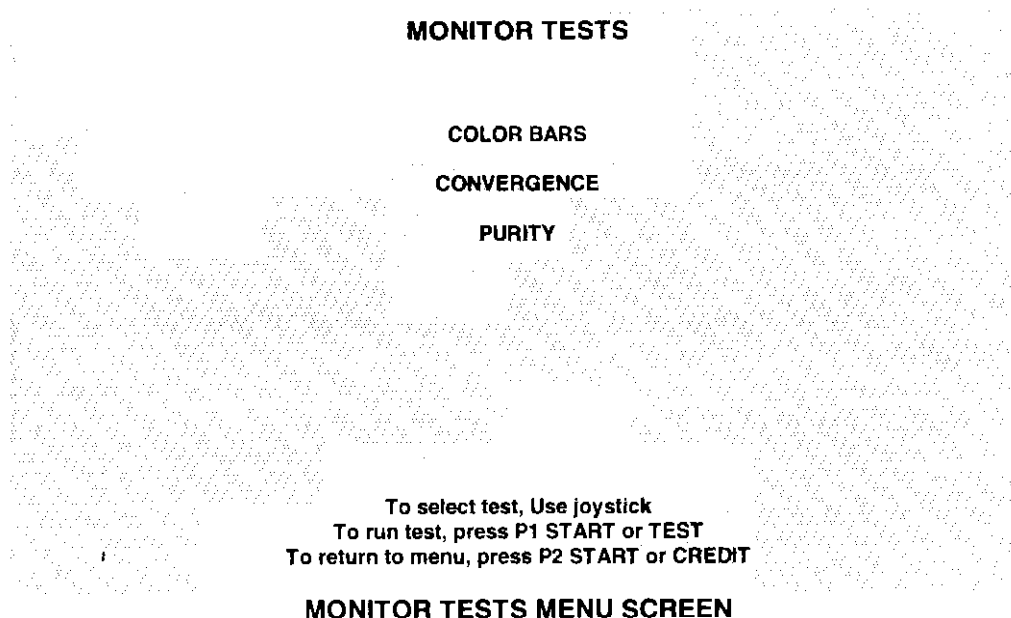 MONITOR TESTS
COLOR BARS
CONVERGENCE
PURITY
To select test, Use joystick
To run test, press P1 START or TEST
To return to menu, press P2 START or CREDIT
MONITOR TESTS MENU SCREEN